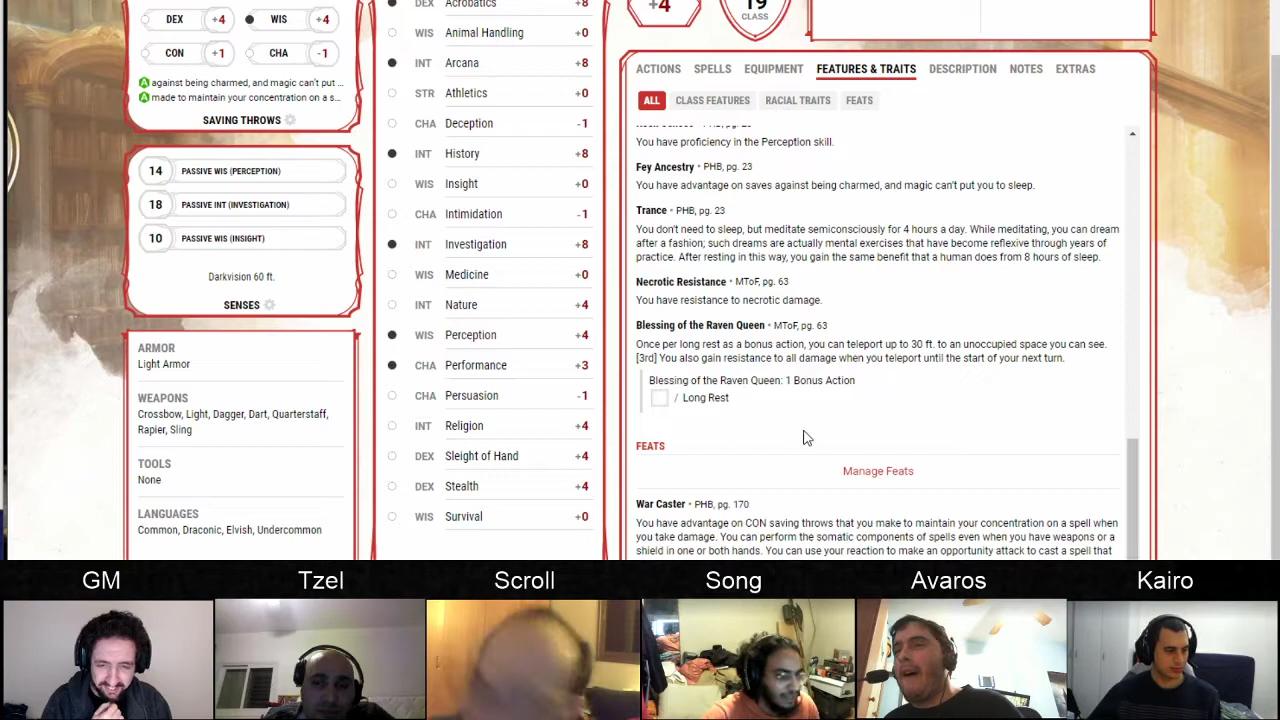 DEX +4
WIS +4
CON +1
CHA -1
against being charmed, and magic can't put ...
made to maintain your concentration on a s...
SAVING THROWS
14 PASSIVE WIS (PERCEPTION)
18 PASSIVE INT (INVESTIGATION)
10 PASSIVE WIS (INSIGHT)
Darkvision 60 ft.
SENSES
ARMOR
Light Armor
WEAPONS
Crossbow, Light, Dagger, Dart, Quarterstaff,
Rapier, Sling
TOOLS
None
LANGUAGES
Common, Draconic, Elvish, Undercommon
DEX Acrobatics +8
WIS Animal Handling +0
INT Arcana +8
STR Athletics +0
CHA Deception -1
INT History +8
WIS Insight +0
CHA Intimidation -1
INT Investigation +8
WIS Medicine +0
INT Nature +4
WIS Perception +4
CHA Performance +3
CHA Persuasion -1
INT Religion +4
DEX Sleight of Hand +4
DEX Stealth +4
WIS Survival +0
+4
19
CLASS
ACTIONS SPELLS EQUIPMENT FEATURES & TRAITS DESCRIPTION NOTES EXTRAS
ALL CLASS FEATURES RACIAL TRAITS FEATS
You have proficiency in the Perception skill.
Fey Ancestry • PHB, pg. 23
You have advantage on saves against being charmed, and magic can't put you to sleep.
Trance • PHB, pg. 23
You don't need to sleep, but meditate semiconsciously for 4 hours a day. While meditating, you can dream
after a fashion; such dreams are actually mental exercises that have become reflexive through years of
practice. After resting in this way, you gain the same benefit that a human does from 8 hours of sleep.
Necrotic Resistance • MToF, pg. 63
You have resistance to necrotic damage.
Blessing of the Raven Queen • MToF, pg. 63
Once per long rest as a bonus action, you can teleport up to 30 ft. to an unoccupied space you can see.
[3rd] You also gain resistance to all damage when you teleport until the start of your next turn.
Blessing of the Raven Queen: 1 Bonus Action
/ Long Rest
FEATS
Manage Feats
War Caster • PHB, pg. 170
You have advantage on CON saving throws that you make to maintain your concentration on a spell when
you take damage. You can perform the somatic components of spells even when you have weapons or a
shield in one or both hands. You can use your reaction to make an opportunity attack to cast a spell that
GM Tzel Scroll Song Avaros Kairo